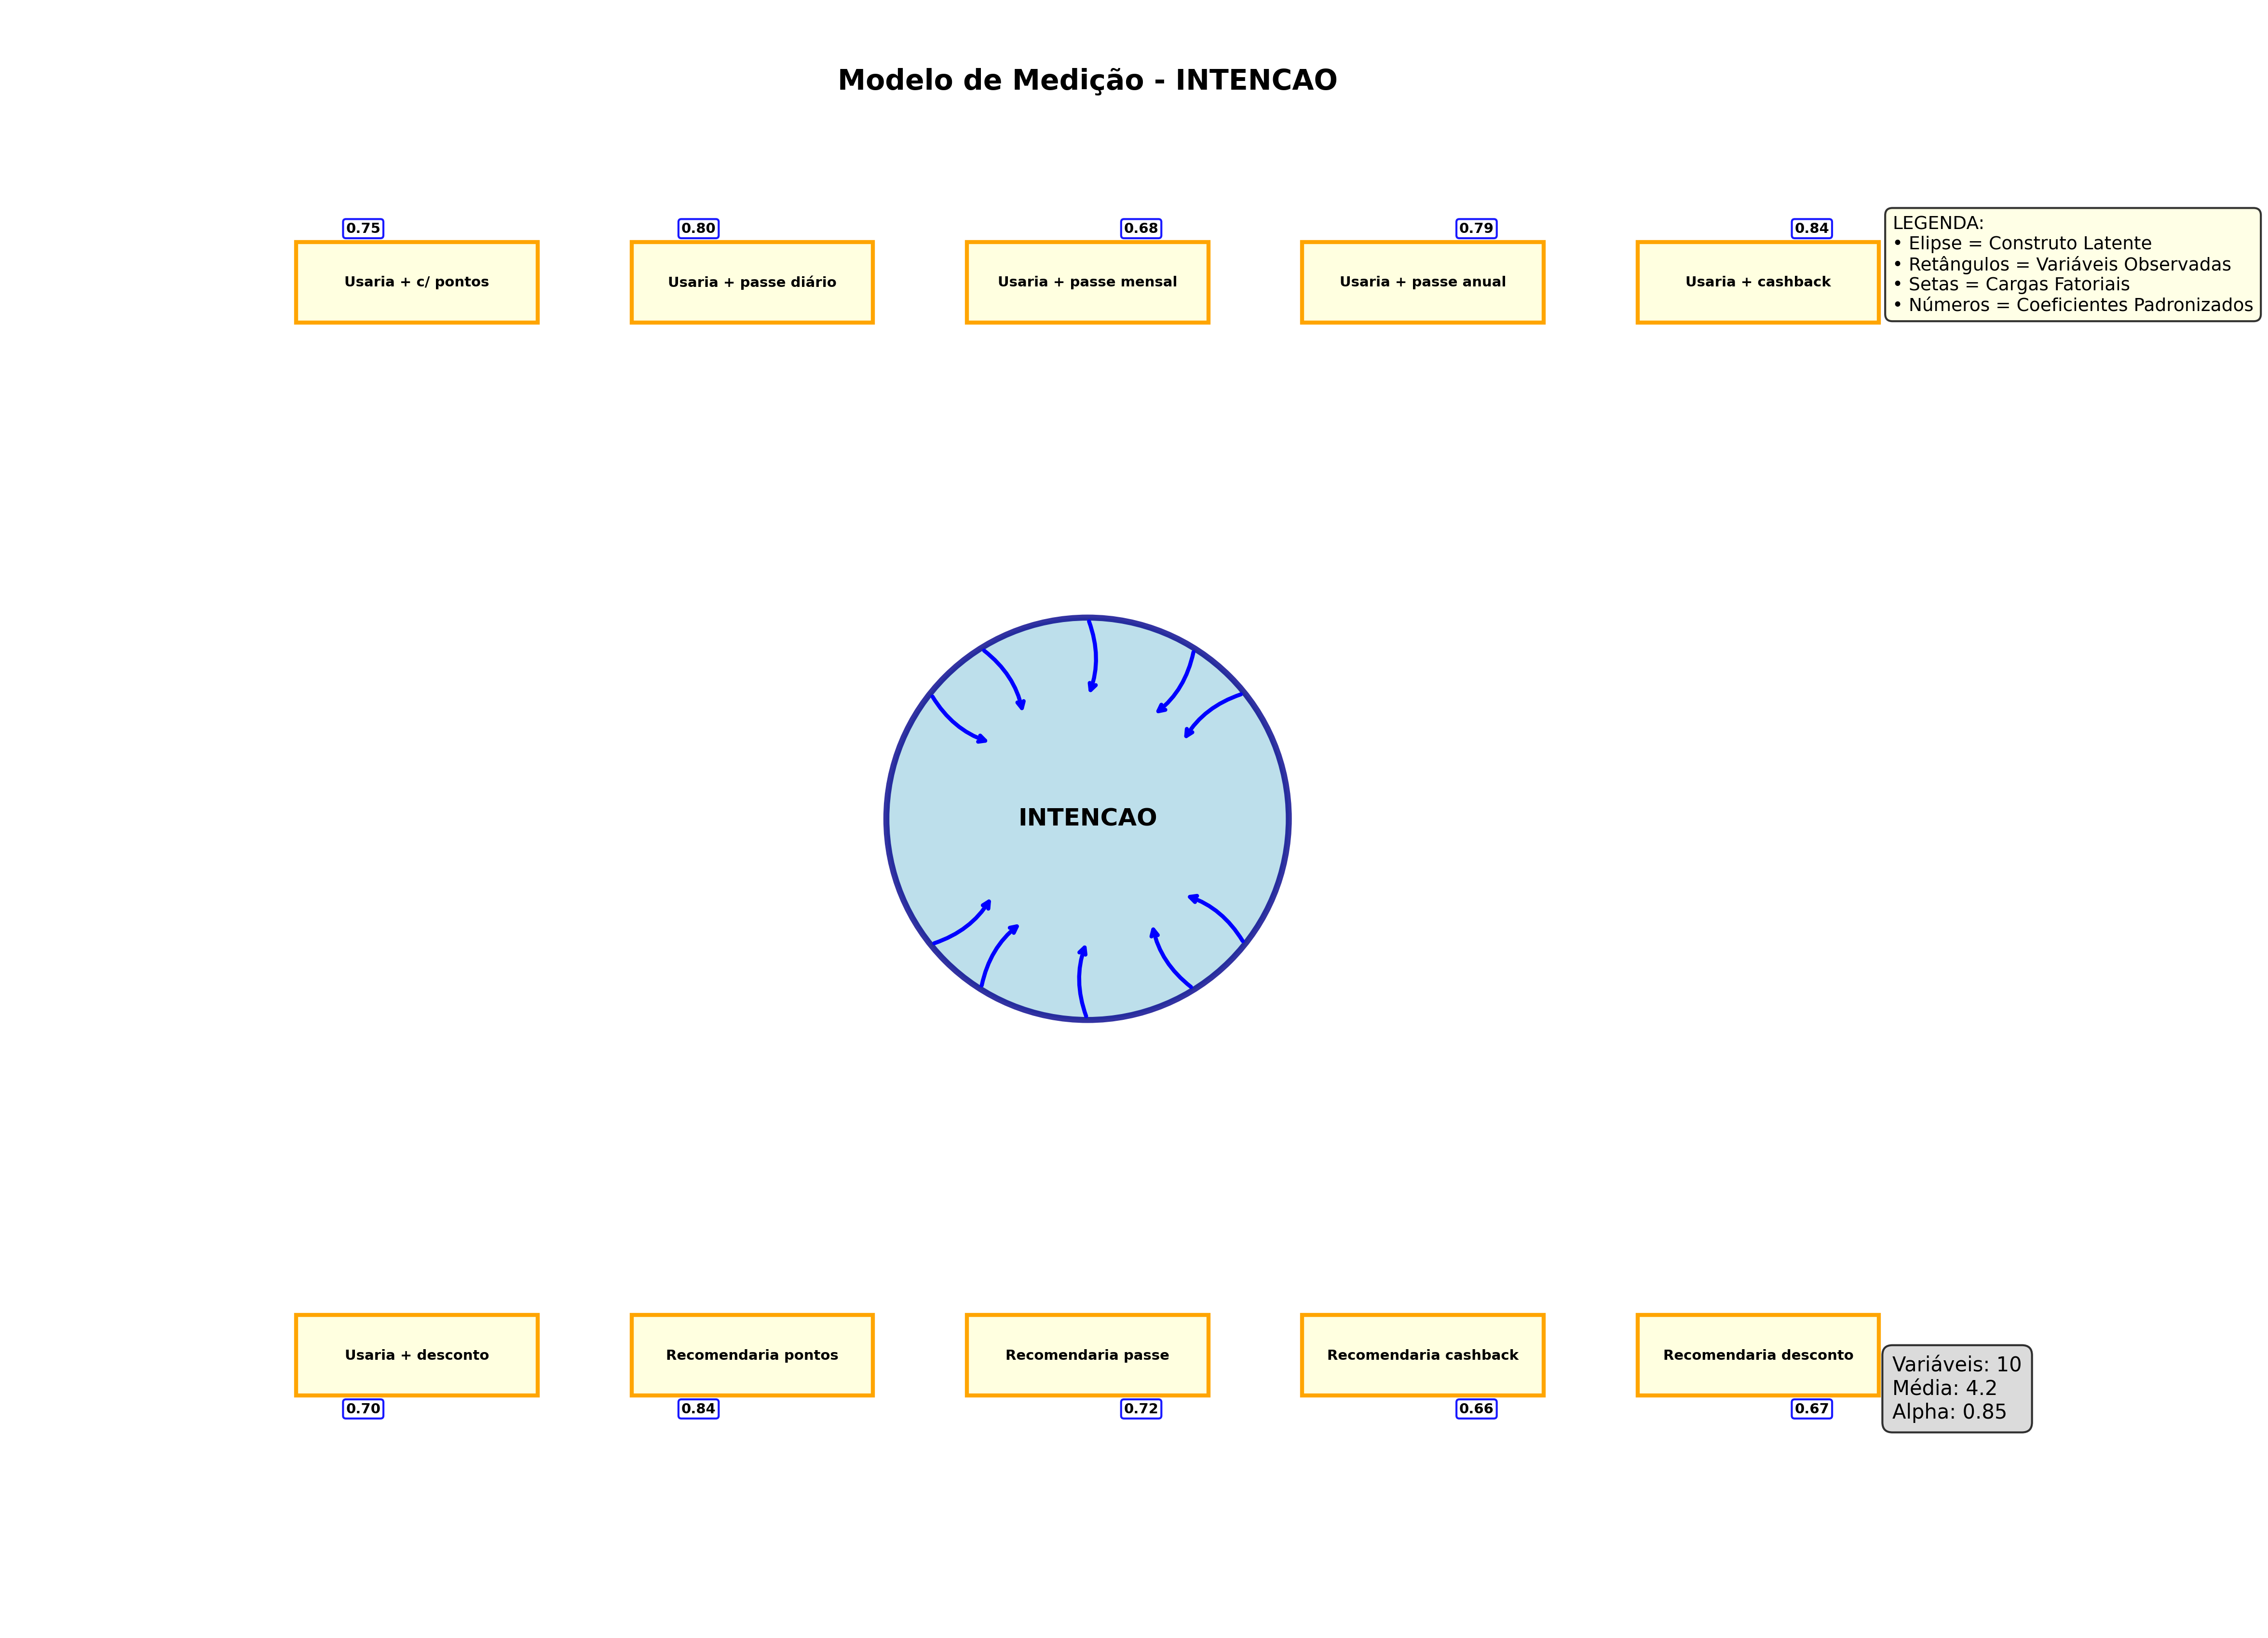 Modelo de Medição - INTENCAO
0.75
0.80
0.68
0.79
0.84
Usaria + c/ pontos
Usaria + passe diário
Usaria + passe mensal
Usaria + passe anual
Usaria + cashback
LEGENDA:
• Elipse = Construto Latente
• Retângulos = Variáveis Observadas
• Setas = Cargas Fatoriais
• Números = Coeficientes Padronizados
INTENCAO
Usaria + desconto
Recomendaria pontos
Recomendaria passe
Recomendaria cashback
Recomendaria desconto
0.70
0.84
0.72
0.66
0.67
Variáveis: 10
Média: 4.2
Alpha: 0.85